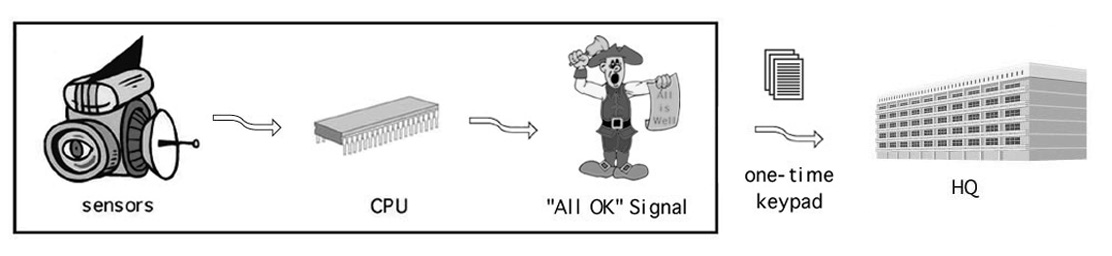 All
is
Well
sensors
CPU
"All OK" Signal
one-time
keypad
HQ